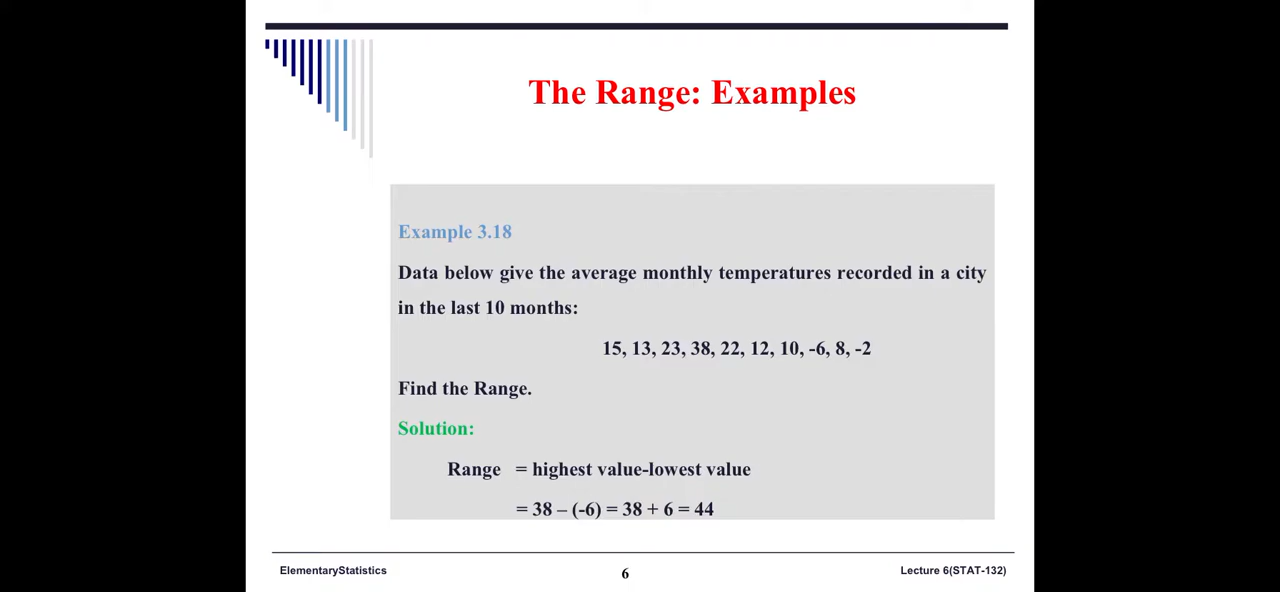 The Range: Examples
Example 3.18
Data below give the average monthly temperatures recorded in a city
in the last 10 months:
15, 13, 23, 38, 22, 12, 10, -6, 8, -2
Find the Range.
Solution:
Range = highest value-lowest value
= 38 – (-6) = 38 + 6 = 44
ElementaryStatistics
6
Lecture 6(STAT-132)